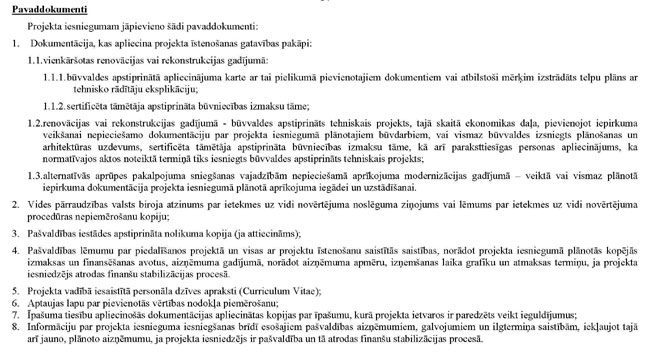 Pavaddokumenti
Projekta iesniegumam jāpievieno šādi pavaddokumenti:
1. Dokumentācija, kas apliecina projekta īstenošanas gatavības pakāpi:
1.1.vienkāršotas renovācijas vai rekonstrukcijas gadījumā:
1.1.1.būvvaldes apstiprinātā apliecinājuma karte ar tai pielikumā pievienotajiem dokumentiem vai atbilstoši mērķim izstrādāts telpu plāns ar
tehnisko rādītāju eksplikāciju;
1.1.2.sertificēta tāmētāja apstiprināta būvniecības izmaksu tāme;
1.2.renovācijas vai rekonstrukcijas gadījumā - būvvaldes apstiprināts tehniskais projekts, tajā skaitā ekonomikas daļa, pievienojot iepirkuma
veikšanai nepieciešamo dokumentāciju par projekta iesniegumā plānotajiem būvdarbiem, vai vismaz būvvaldes izsniegts plānošanas un
arhitektūras uzdevums, sertificēta tāmētāja apstiprināta būvniecības izmaksu tāme, kā arī parakstttiesīgas personas apliecinājums, ka
normatīvajos aktos noteiktā termiņā tiks iesniegts būvvaldes apstiprināts tehniskais projekts;
1.3.alternatīvās aprūpes pakalpojuma sniegšanas vajadzībām nepieciešamā aprīkojuma modernizācijas gadījumā – veiktā vai vismaz plānotā
iepirkuma dokumentācija projekta iesniegumā plānotā aprīkojuma iegādei un uzstādīšanai.
2. Vides pārraudzības valsts biroja atzinums par ietekmes uz vidi novērtējuma noslēguma ziņojums vai lēmums par ietekmes uz vidi novērtējuma
procedūras nepiemērošanu kopiju;
3. Pašvaldības iestādes apstiprināta nolikuma kopija (ja attiecināms);
4. Pašvaldības lēmumu par piedalīšanos projektā un visas ar projektu īstenošanu saistītās saistības, norādot projekta iesniegumā plānotās kopējās
izmaksas un finansēšanas avotus, aizņēmuma gadījumā, norādot aizņēmuma apmēru, izņemšanas laika grafiku un atmaksas termiņu, ja projekta
iesniedzējs atrodas finanšu stabilizācijas procesā.
5. Projekta vadībā iesaistītā personāla dzīves apraksti (Curriculum Vitae);
6. Aptaujas lapu par pievienotās vērtības nodokļa piemērošanu;
7. Īpašuma tiesību apliecinošās dokumentācijas apliecinātas kopijas par īpašumu, kurā projekta ietvaros ir paredzēts veikt ieguldījumus;
8. Informāciju par projekta iesnieguma iesniegšanas brīdī esošajiem pašvaldības aizņēmumiem, galvojumiem un ilgtermiņa saistībām, iekļaujot tajā
arī jauno, plānoto aizņēmumu, ja projekta iesniedzējs ir pašvaldība un tā atrodas finanšu stabilizācijas procesā.